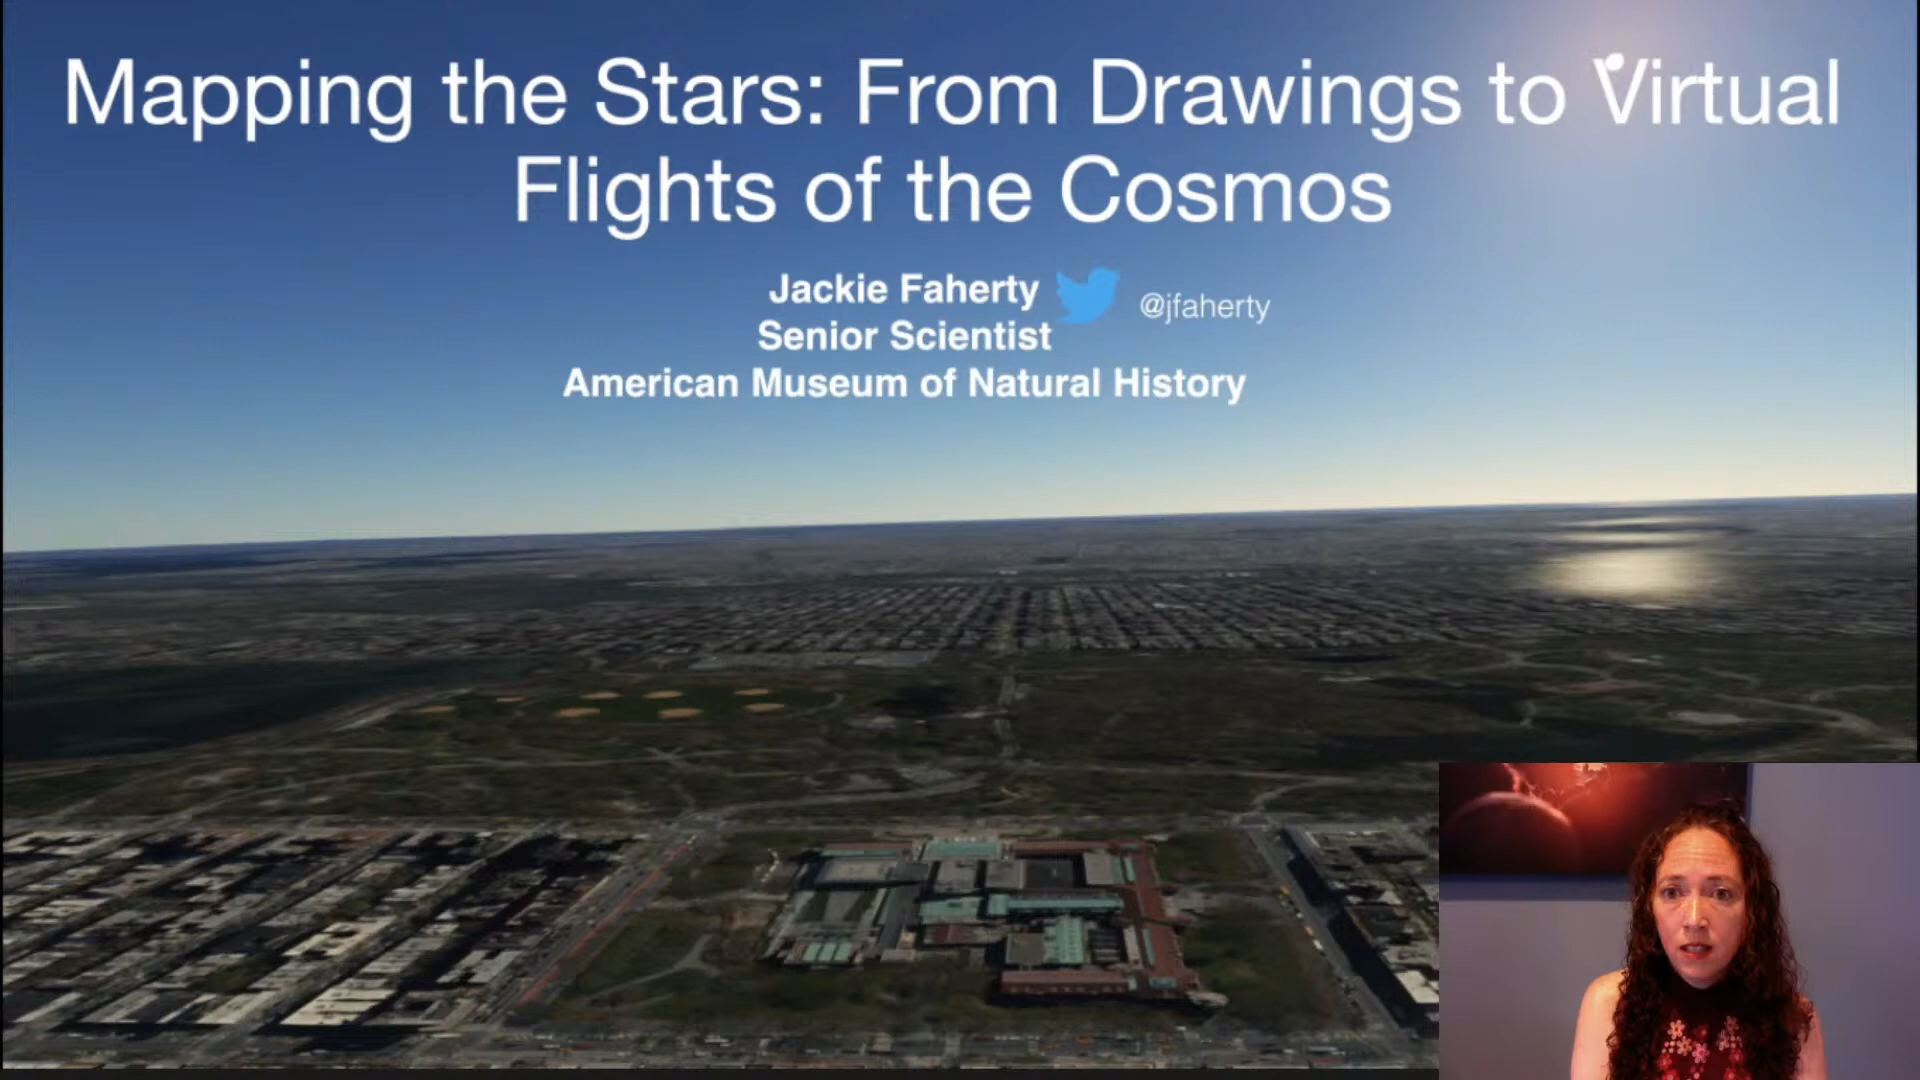 Mapping the Stars: From Drawings to Virtual
Flights of the Cosmos
Jackie Faherty @jfaherty
Senior Scientist
American Museum of Natural History